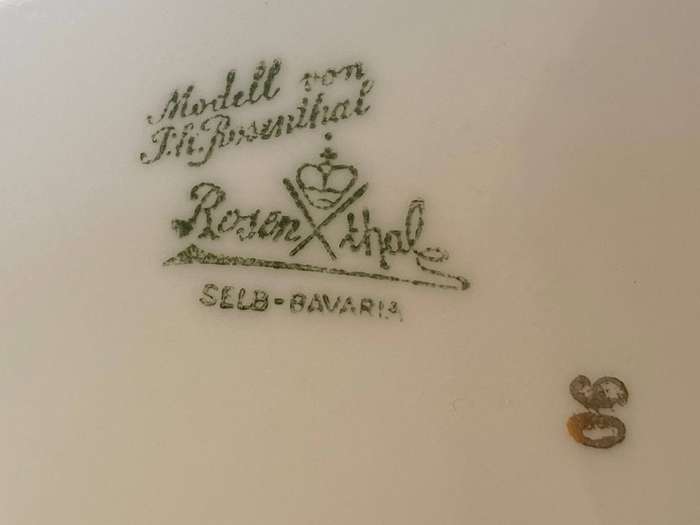 Modell von
Ph. Rosenthal
Rosenthal
SELB-BAVARIA